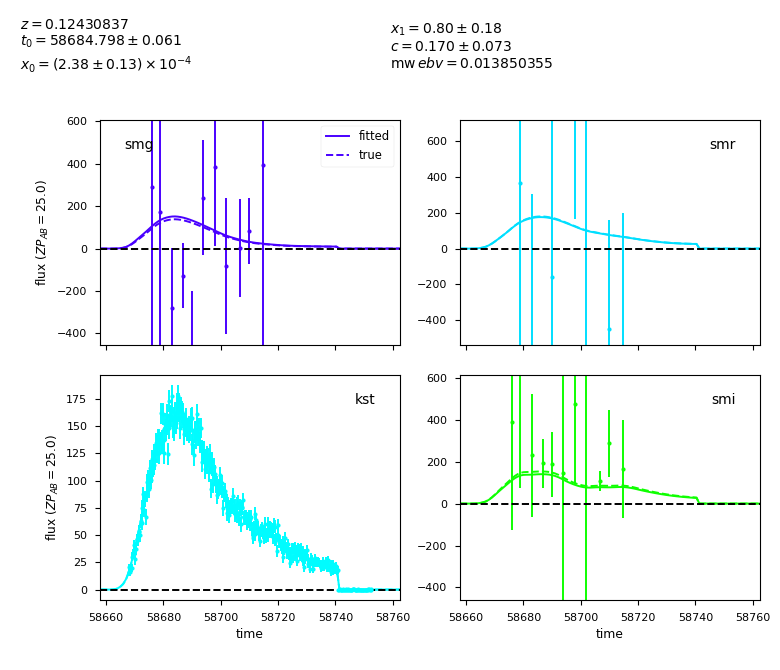 z = 0.12430837
t0 = 58684.798 ± 0.061
x0 = (2.38 ± 0.13) × 10−4
x1 = 0.80 ± 0.18
c = 0.170 ± 0.073
mw ebv = 0.013850355
smg
fitted
true
600
400
200
0
−200
−400
flux (ZPAB = 25.0)
smr
600
400
200
0
−200
−400
kst
175
150
125
100
75
50
25
0
flux (ZPAB = 25.0)
58660 58680 58700 58720 58740 58760
time
smi
600
400
200
0
−200
−400
58660 58680 58700 58720 58740 58760
time